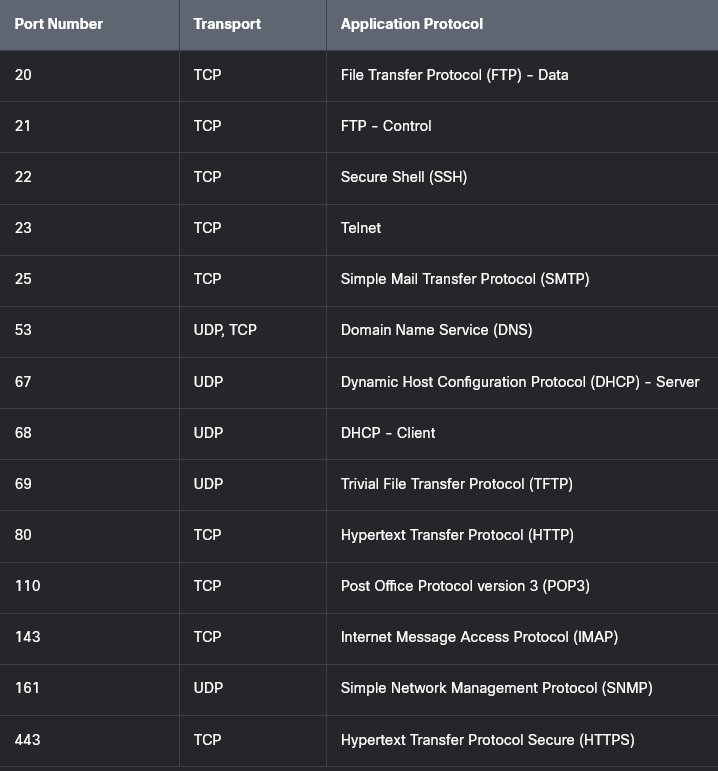 Port Number Transport Application Protocol
20 TCP File Transfer Protocol (FTP) - Data
21 TCP FTP - Control
22 TCP Secure Shell (SSH)
23 TCP Telnet
25 TCP Simple Mail Transfer Protocol (SMTP)
53 UDP, TCP Domain Name Service (DNS)
67 UDP Dynamic Host Configuration Protocol (DHCP) - Server
68 UDP DHCP - Client
69 UDP Trivial File Transfer Protocol (TFTP)
80 TCP Hypertext Transfer Protocol (HTTP)
110 TCP Post Office Protocol version 3 (POP3)
143 TCP Internet Message Access Protocol (IMAP)
161 UDP Simple Network Management Protocol (SNMP)
443 TCP Hypertext Transfer Protocol Secure (HTTPS)